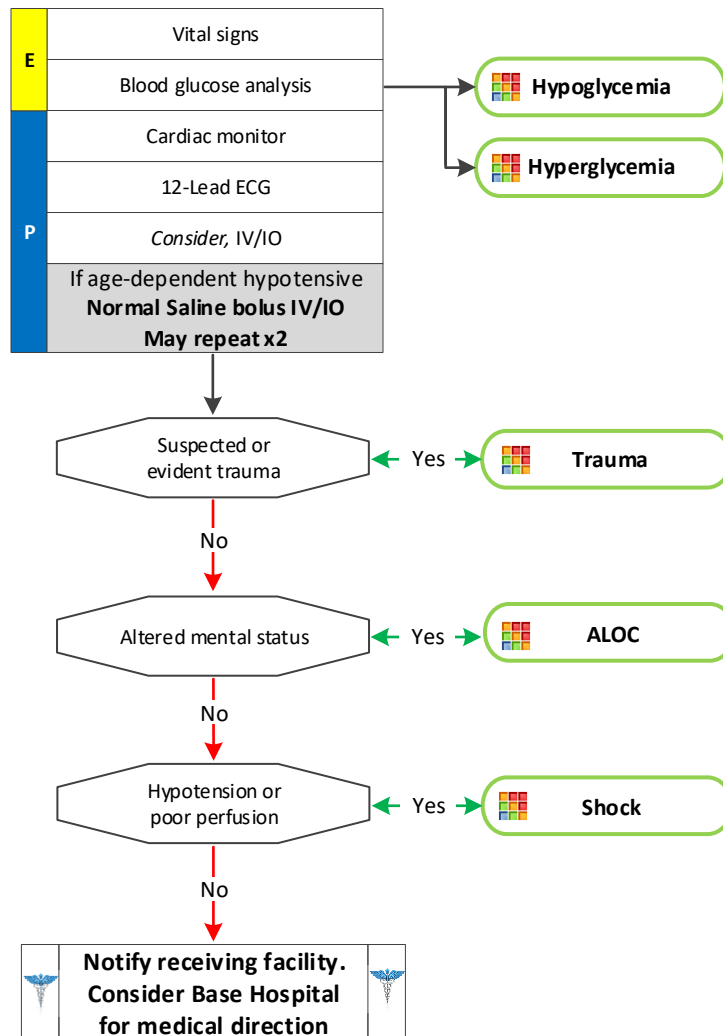 E
Vital signs
Blood glucose analysis
Hypoglycemia
Hyperglycemia
P
Cardiac monitor
12-Lead ECG
Consider, IV/IO
If age-dependent hypotensive
Normal Saline bolus IV/IO
May repeat x2
Suspected or
evident trauma
Yes
Trauma
No
Altered mental status
Yes
ALOC
No
Hypotension or
poor perfusion
Yes
Shock
No
Notify receiving facility.
Consider Base Hospital
for medical direction